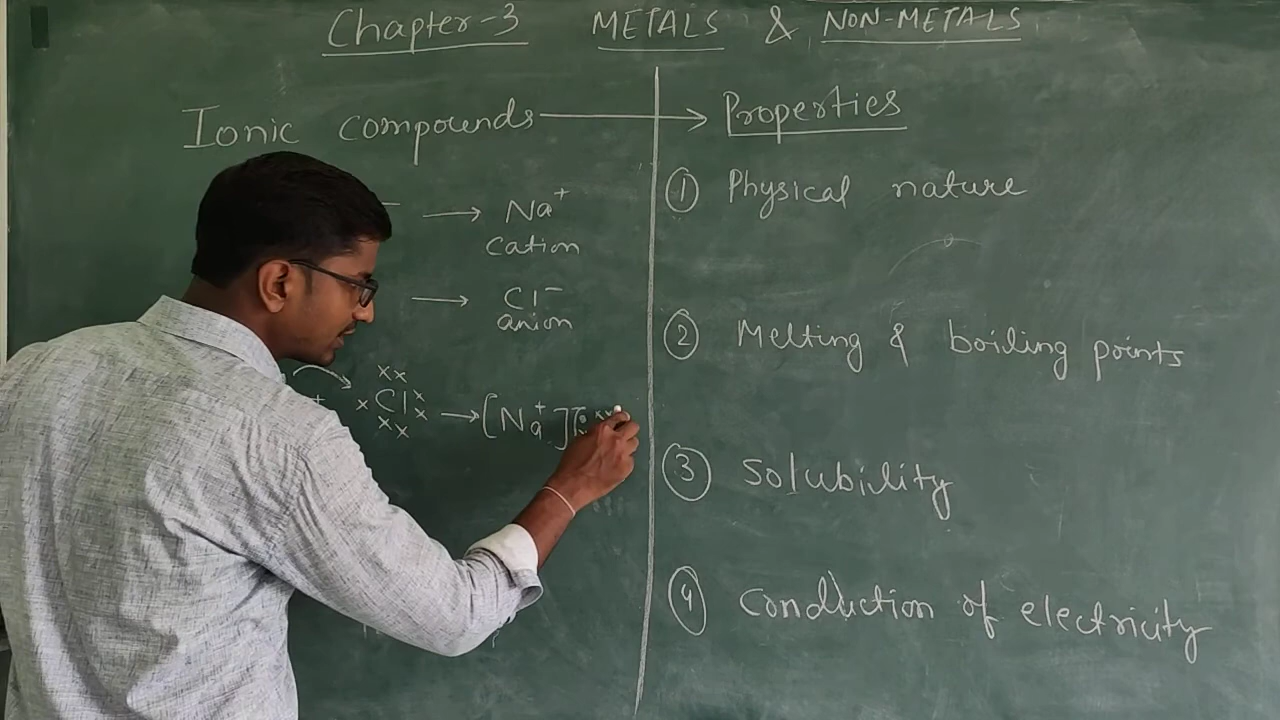 Chapter-3 METALS & NON-METALS
Ionic compounds → Properties
→ Na⁺
cation
→ Cl⁻
anion
Cl → [Na⁺][
① Physical nature
② Melting & boiling points
③ Solubility
④ Conduction of electricity